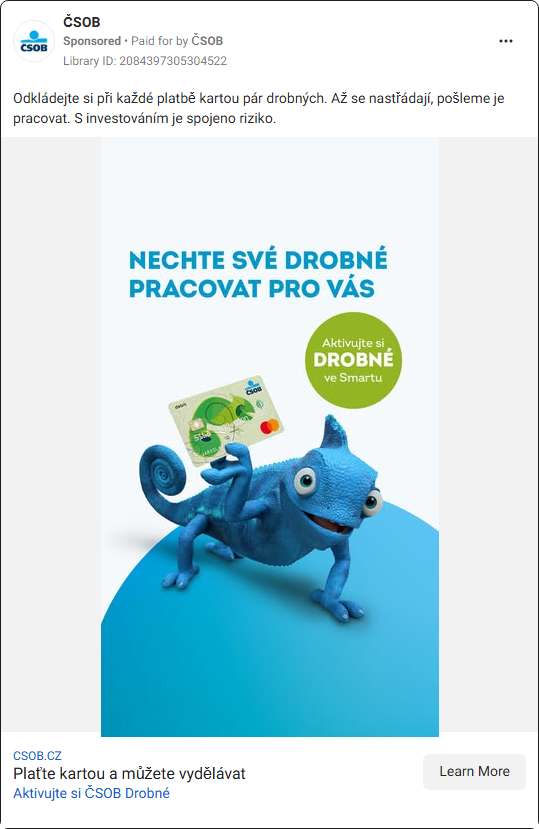 ČSOB
Sponsored • Paid for by ČSOB
Library ID: 2084397305304522
Odkládejte si při každé platbě kartou pár drobných. Až se nastřádají, pošleme je
pracovat. S investováním je spojeno riziko.
NECHTE SVÉ DROBNÉ
PRACOVAT PRO VÁS
Aktivujte si
DROBNÉ
ve Smartu
ČSOB
debit
CSOB.CZ
Plaťte kartou a můžete vydělávat
Aktivujte si ČSOB Drobné
Learn More